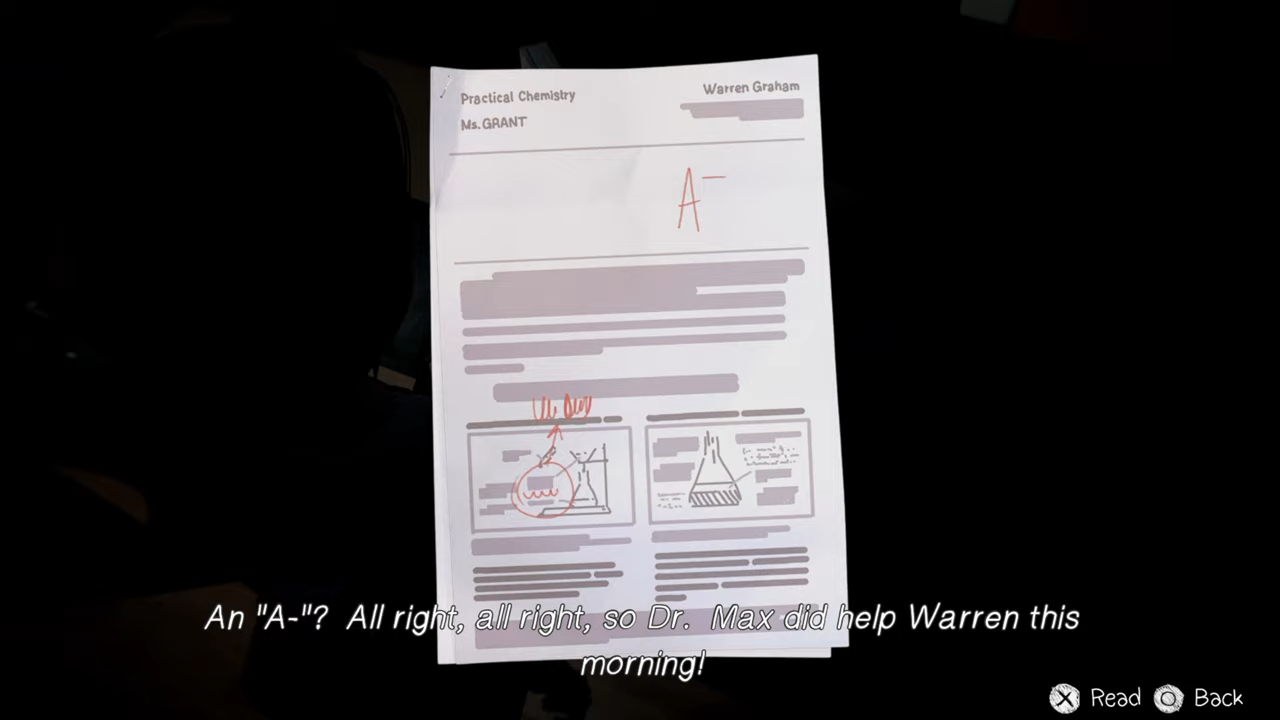 Practical Chemistry
Warren Graham
Ms. GRANT
A-
An "A-"? All right, all right, so Dr. Max did help Warren this
morning!
Read
Back